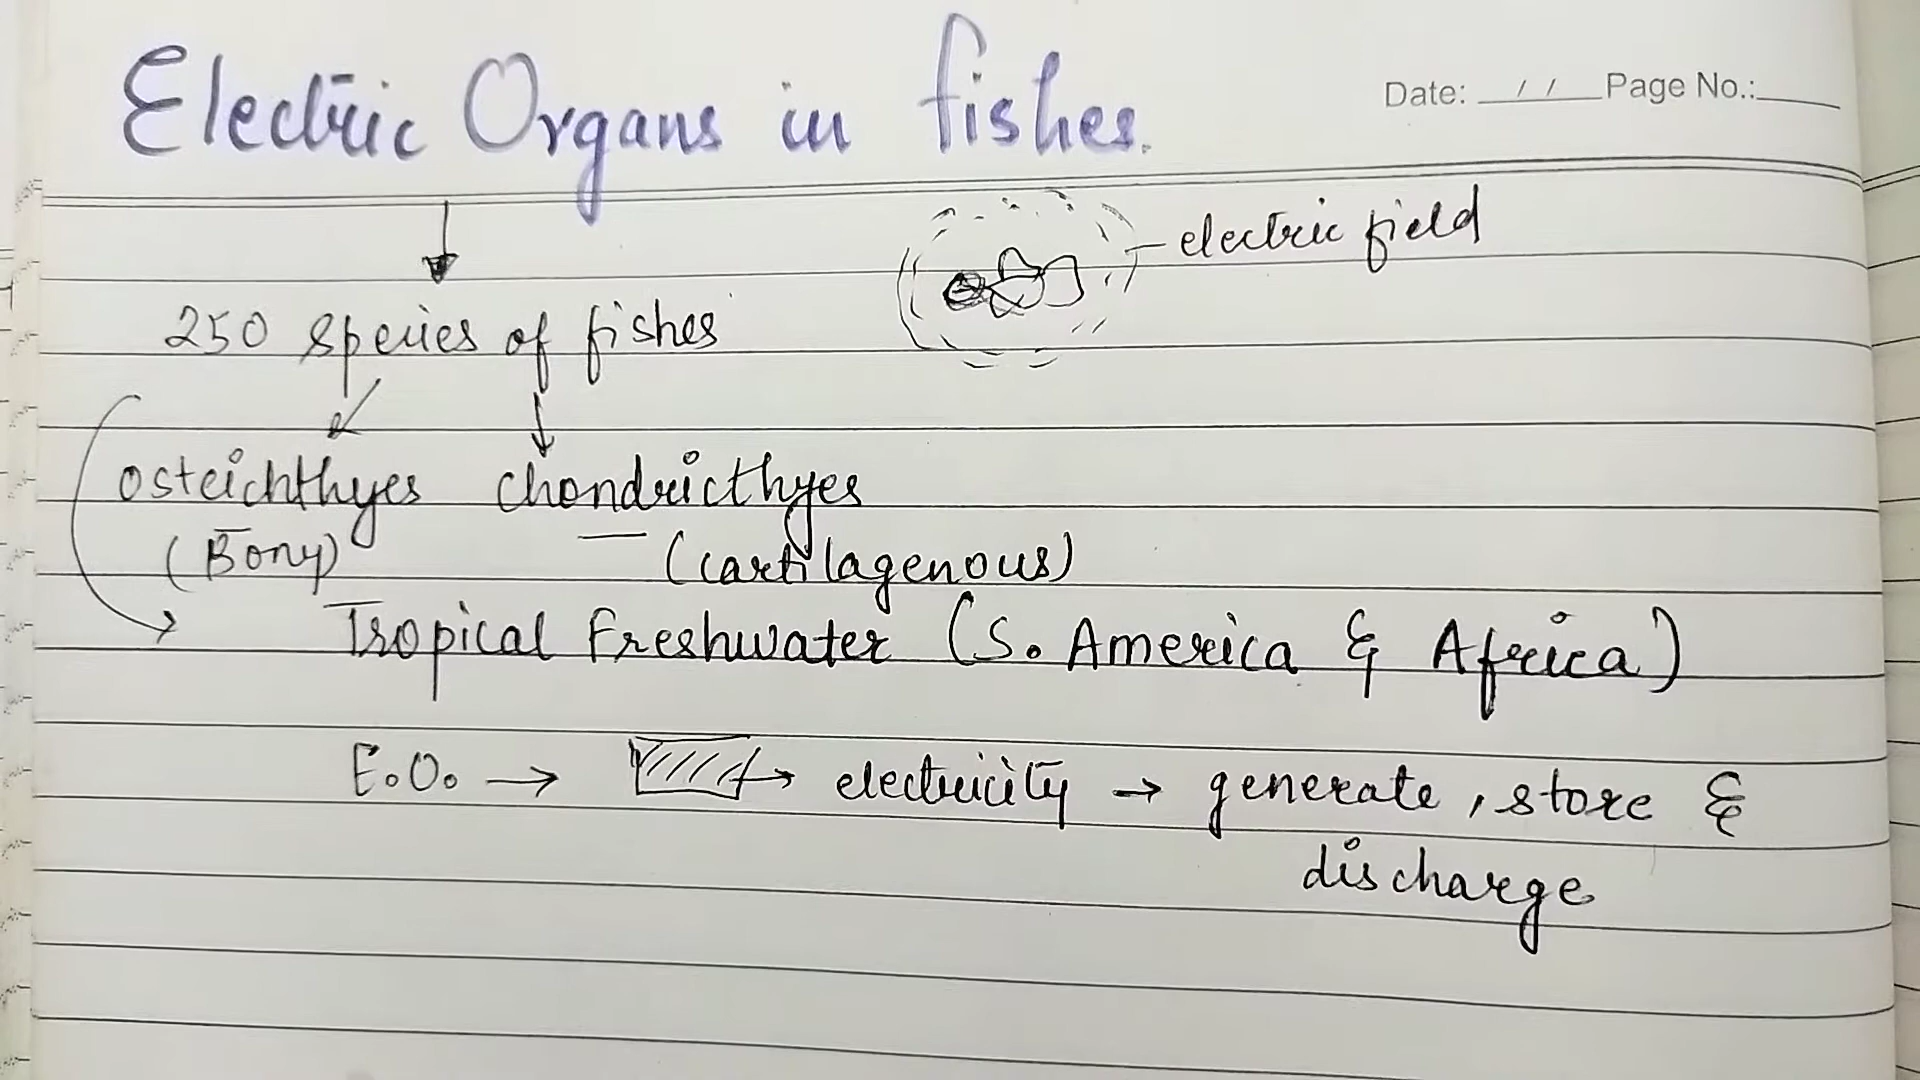 Electric Organs in fishes.
Date: / / Page No.:
electric field
250 species of fishes
osteichthyes chondricthyes
(Bony) (cartilagenous)
Tropical Freshwater (S. America & Africa)
E.O. → → electricity → generate, store &
discharge